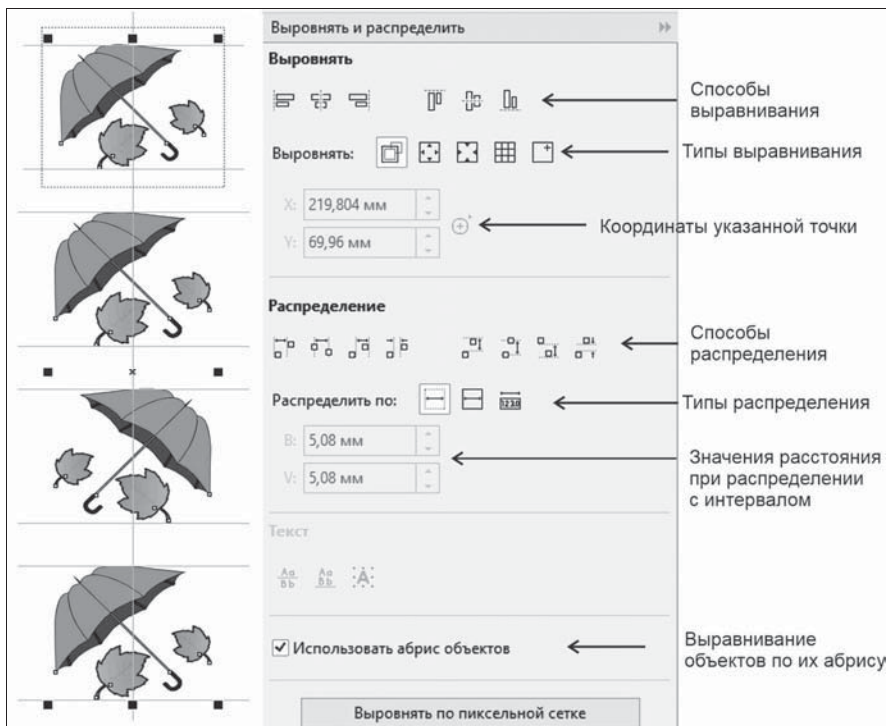 Выровнять и распределить
Выровнять
Способы
выравнивания
Выровнять:
Типы выравнивания
X: 219,804 мм
Y: 69,96 мм
Координаты указанной точки
Распределение
Способы
распределения
Распределить по:
Типы распределения
В: 5,08 мм
V: 5,08 мм
Значения расстояния
при распределении
с интервалом
Текст
Использовать абрис объектов
Выравнивание
объектов по их абрису
Выровнять по пиксельной сетке